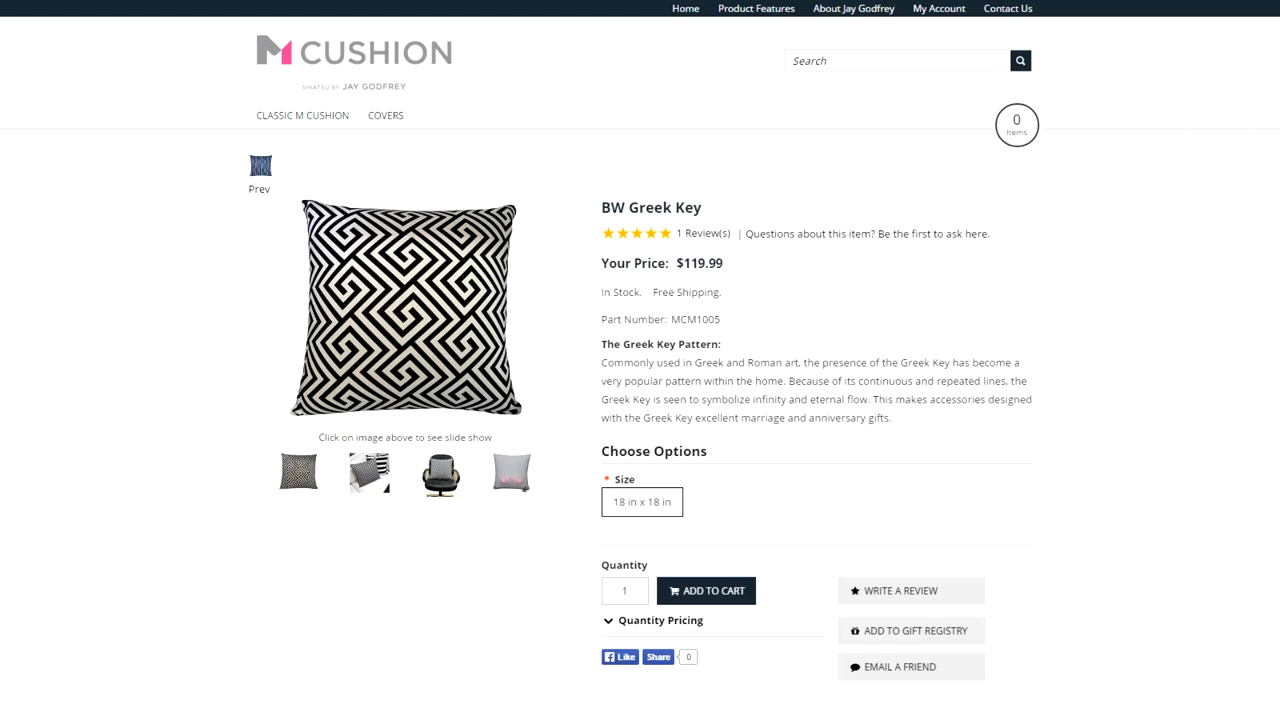 Home Product Features About Jay Godfrey My Account Contact Us
M CUSHION
SHIATSU BY JAY GODFREY
Search
CLASSIC M CUSHION COVERS
0
Items
Prev
BW Greek Key
1 Review(s) | Questions about this item? Be the first to ask here.
Your Price: $119.99
In Stock. Free Shipping.
Part Number: MCM1005
The Greek Key Pattern:
Commonly used in Greek and Roman art, the presence of the Greek Key has become a
very popular pattern within the home. Because of its continuous and repeated lines, the
Greek Key is seen to symbolize infinity and eternal flow. This makes accessories designed
with the Greek Key excellent marriage and anniversary gifts.
Click on image above to see slide show
Choose Options
* Size
18 in x 18 in
Quantity
1 ADD TO CART
Quantity Pricing
Like Share 0
WRITE A REVIEW
ADD TO GIFT REGISTRY
EMAIL A FRIEND